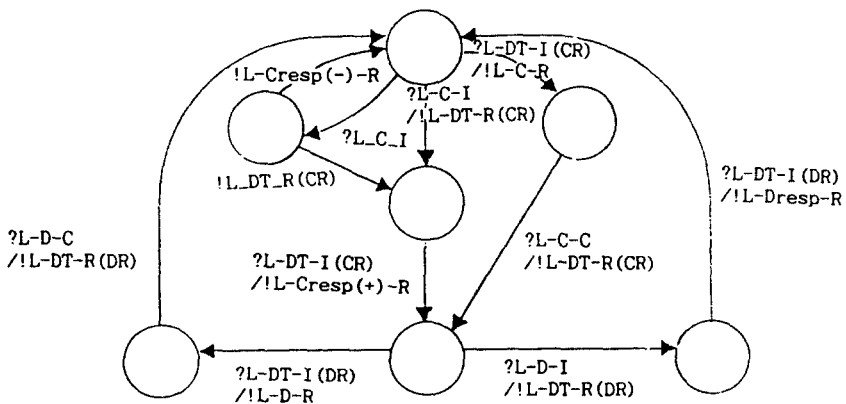 ?L-DT-I(CR)
/!L-C-R
!L-Cresp(-)-R
?L-C-I
/!L-DT-R(CR)
?L_C_I
!L_DT_R(CR)
?L-DT-I(DR)
/!L-Dresp-R
?L-D-C
/!L-DT-R(DR)
?L-C-C
/!L-DT-R(CR)
?L-DT-I(CR)
/!L-Cresp(+)-R
?L-DT-I(DR)
/!L-D-R
?L-D-I
/!L-DT-R(DR)